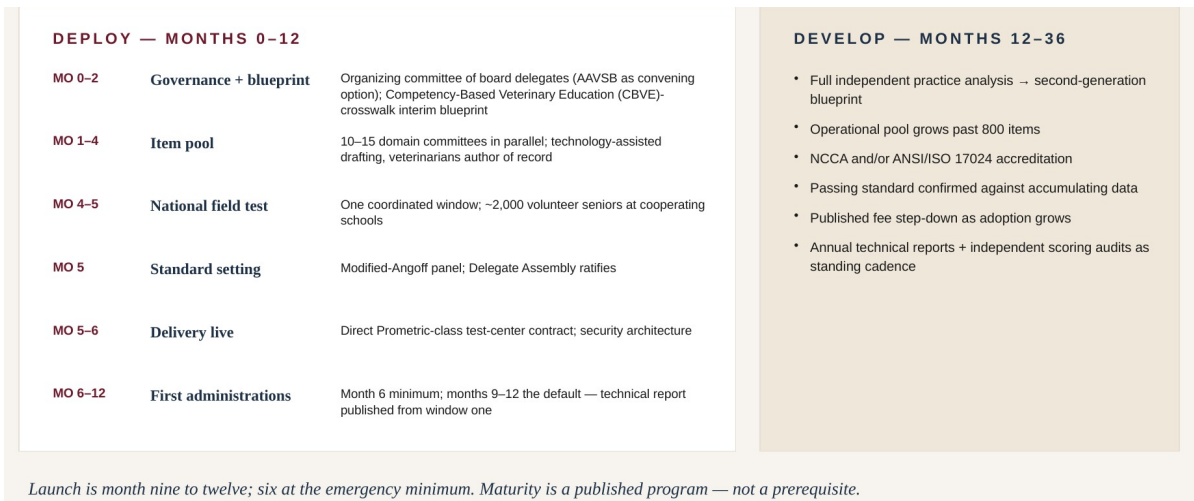 DEPLOY — MONTHS 0–12
MO 0–2
Governance + blueprint
Organizing committee of board delegates (AAVSB as convening
option); Competency-Based Veterinary Education (CBVE)-
crosswalk interim blueprint
MO 1–4
Item pool
10–15 domain committees in parallel; technology-assisted
drafting, veterinarians author of record
MO 4–5
National field test
One coordinated window; ~2,000 volunteer seniors at cooperating
schools
MO 5
Standard setting
Modified-Angoff panel; Delegate Assembly ratifies
MO 5–6
Delivery live
Direct Prometric-class test-center contract; security architecture
MO 6–12
First administrations
Month 6 minimum; months 9–12 the default — technical report
published from window one
DEVELOP — MONTHS 12–36
• Full independent practice analysis → second-generation
blueprint
• Operational pool grows past 800 items
• NCCA and/or ANSI/ISO 17024 accreditation
• Passing standard confirmed against accumulating data
• Published fee step-down as adoption grows
• Annual technical reports + independent scoring audits as
standing cadence
Launch is month nine to twelve; six at the emergency minimum. Maturity is a published program — not a prerequisite.